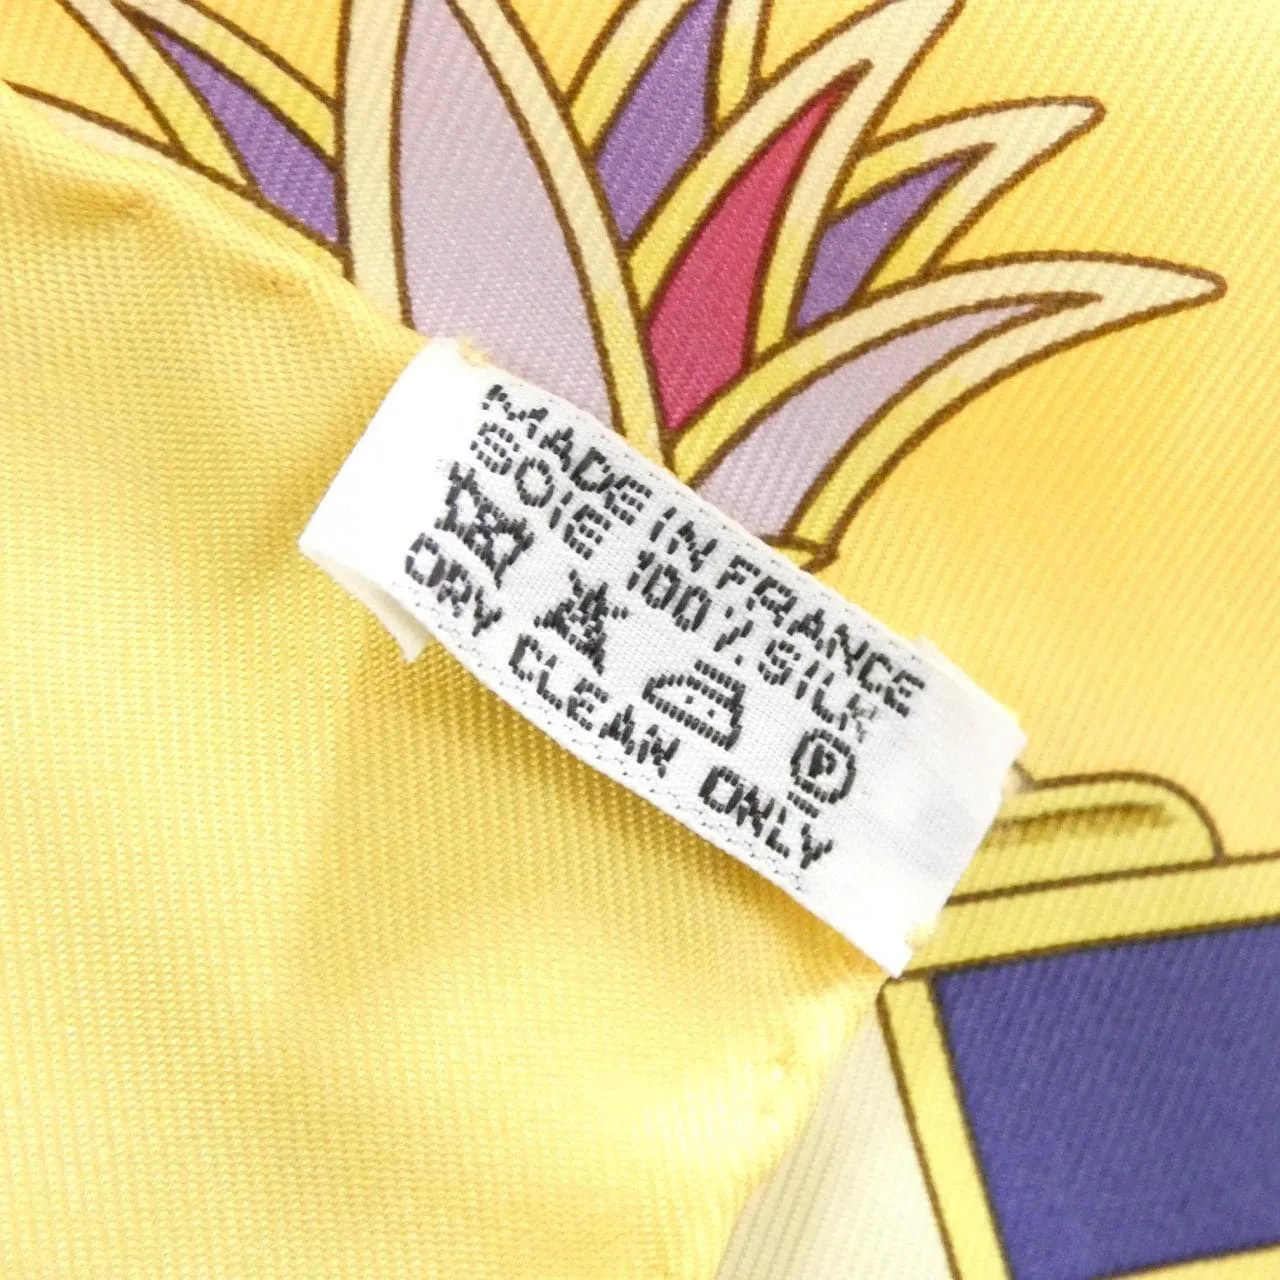 MADE IN FRANCE
SOIE 100% SILK
P
DRY CLEAN ONLY